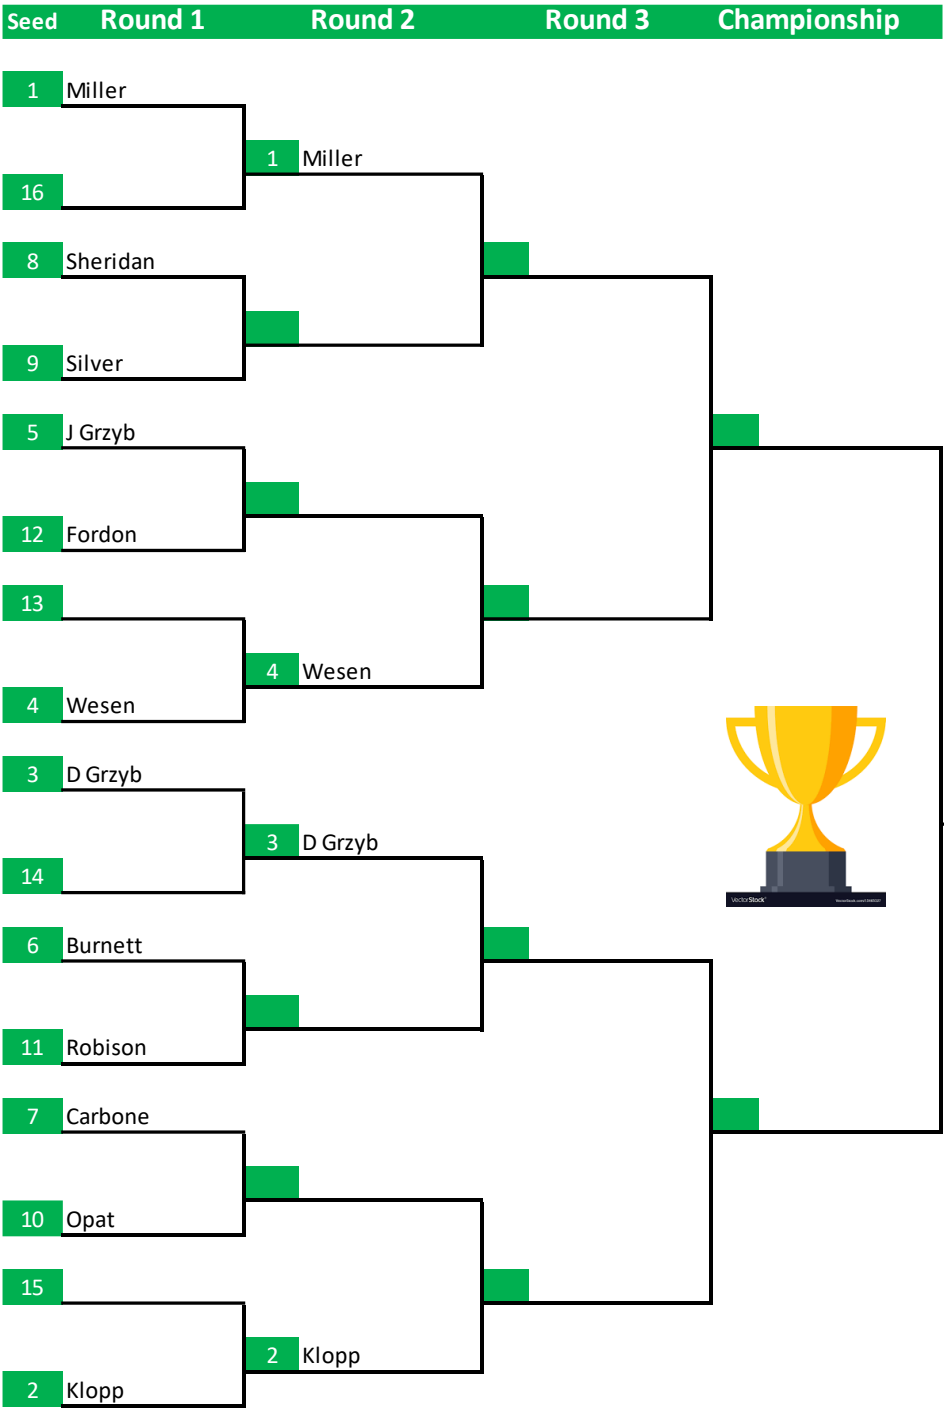 Seed Round 1 Round 2 Round 3 Championship
1 Miller
1 Miller
16
8 Sheridan
9 Silver
5 J Grzyb
12 Fordon
13
4 Wesen
4 Wesen
3 D Grzyb
3 D Grzyb
14
VectorStock
6 Burnett
11 Robison
7 Carbone
10 Opat
15
2 Klopp
2 Klopp